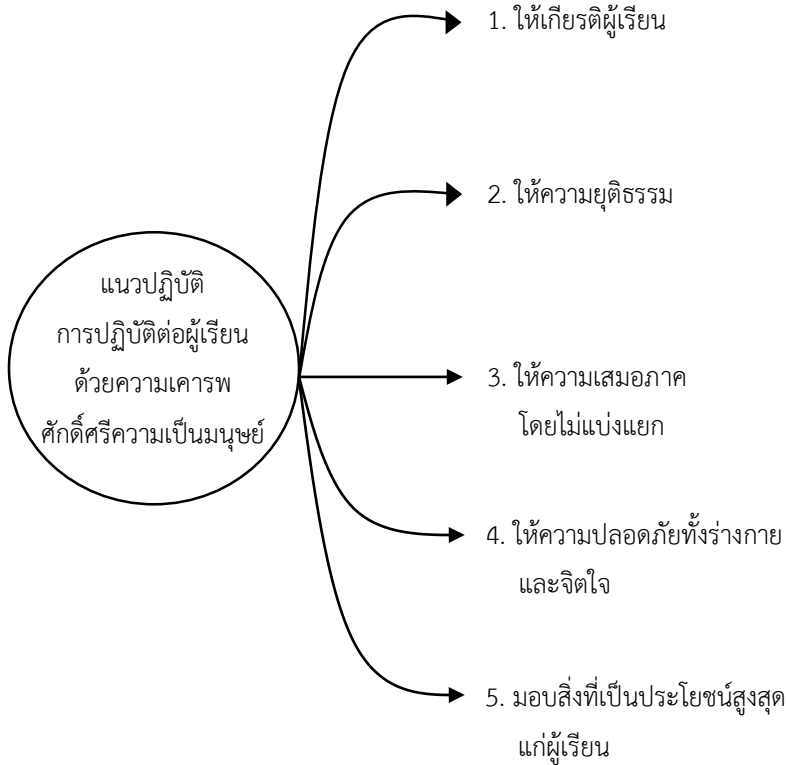 แนวปฏิบัติ
การปฏิบัติต่อผู้เรียน
ด้วยความเคารพ
ศักดิ์ศรีความเป็นมนุษย์
1. ให้เกียรติผู้เรียน
2. ให้ความยุติธรรม
3. ให้ความเสมอภาค
โดยไม่แบ่งแยก
4. ให้ความปลอดภัยทั้งร่างกาย
และจิตใจ
5. มอบสิ่งที่เป็นประโยชน์สูงสุด
แก่ผู้เรียน